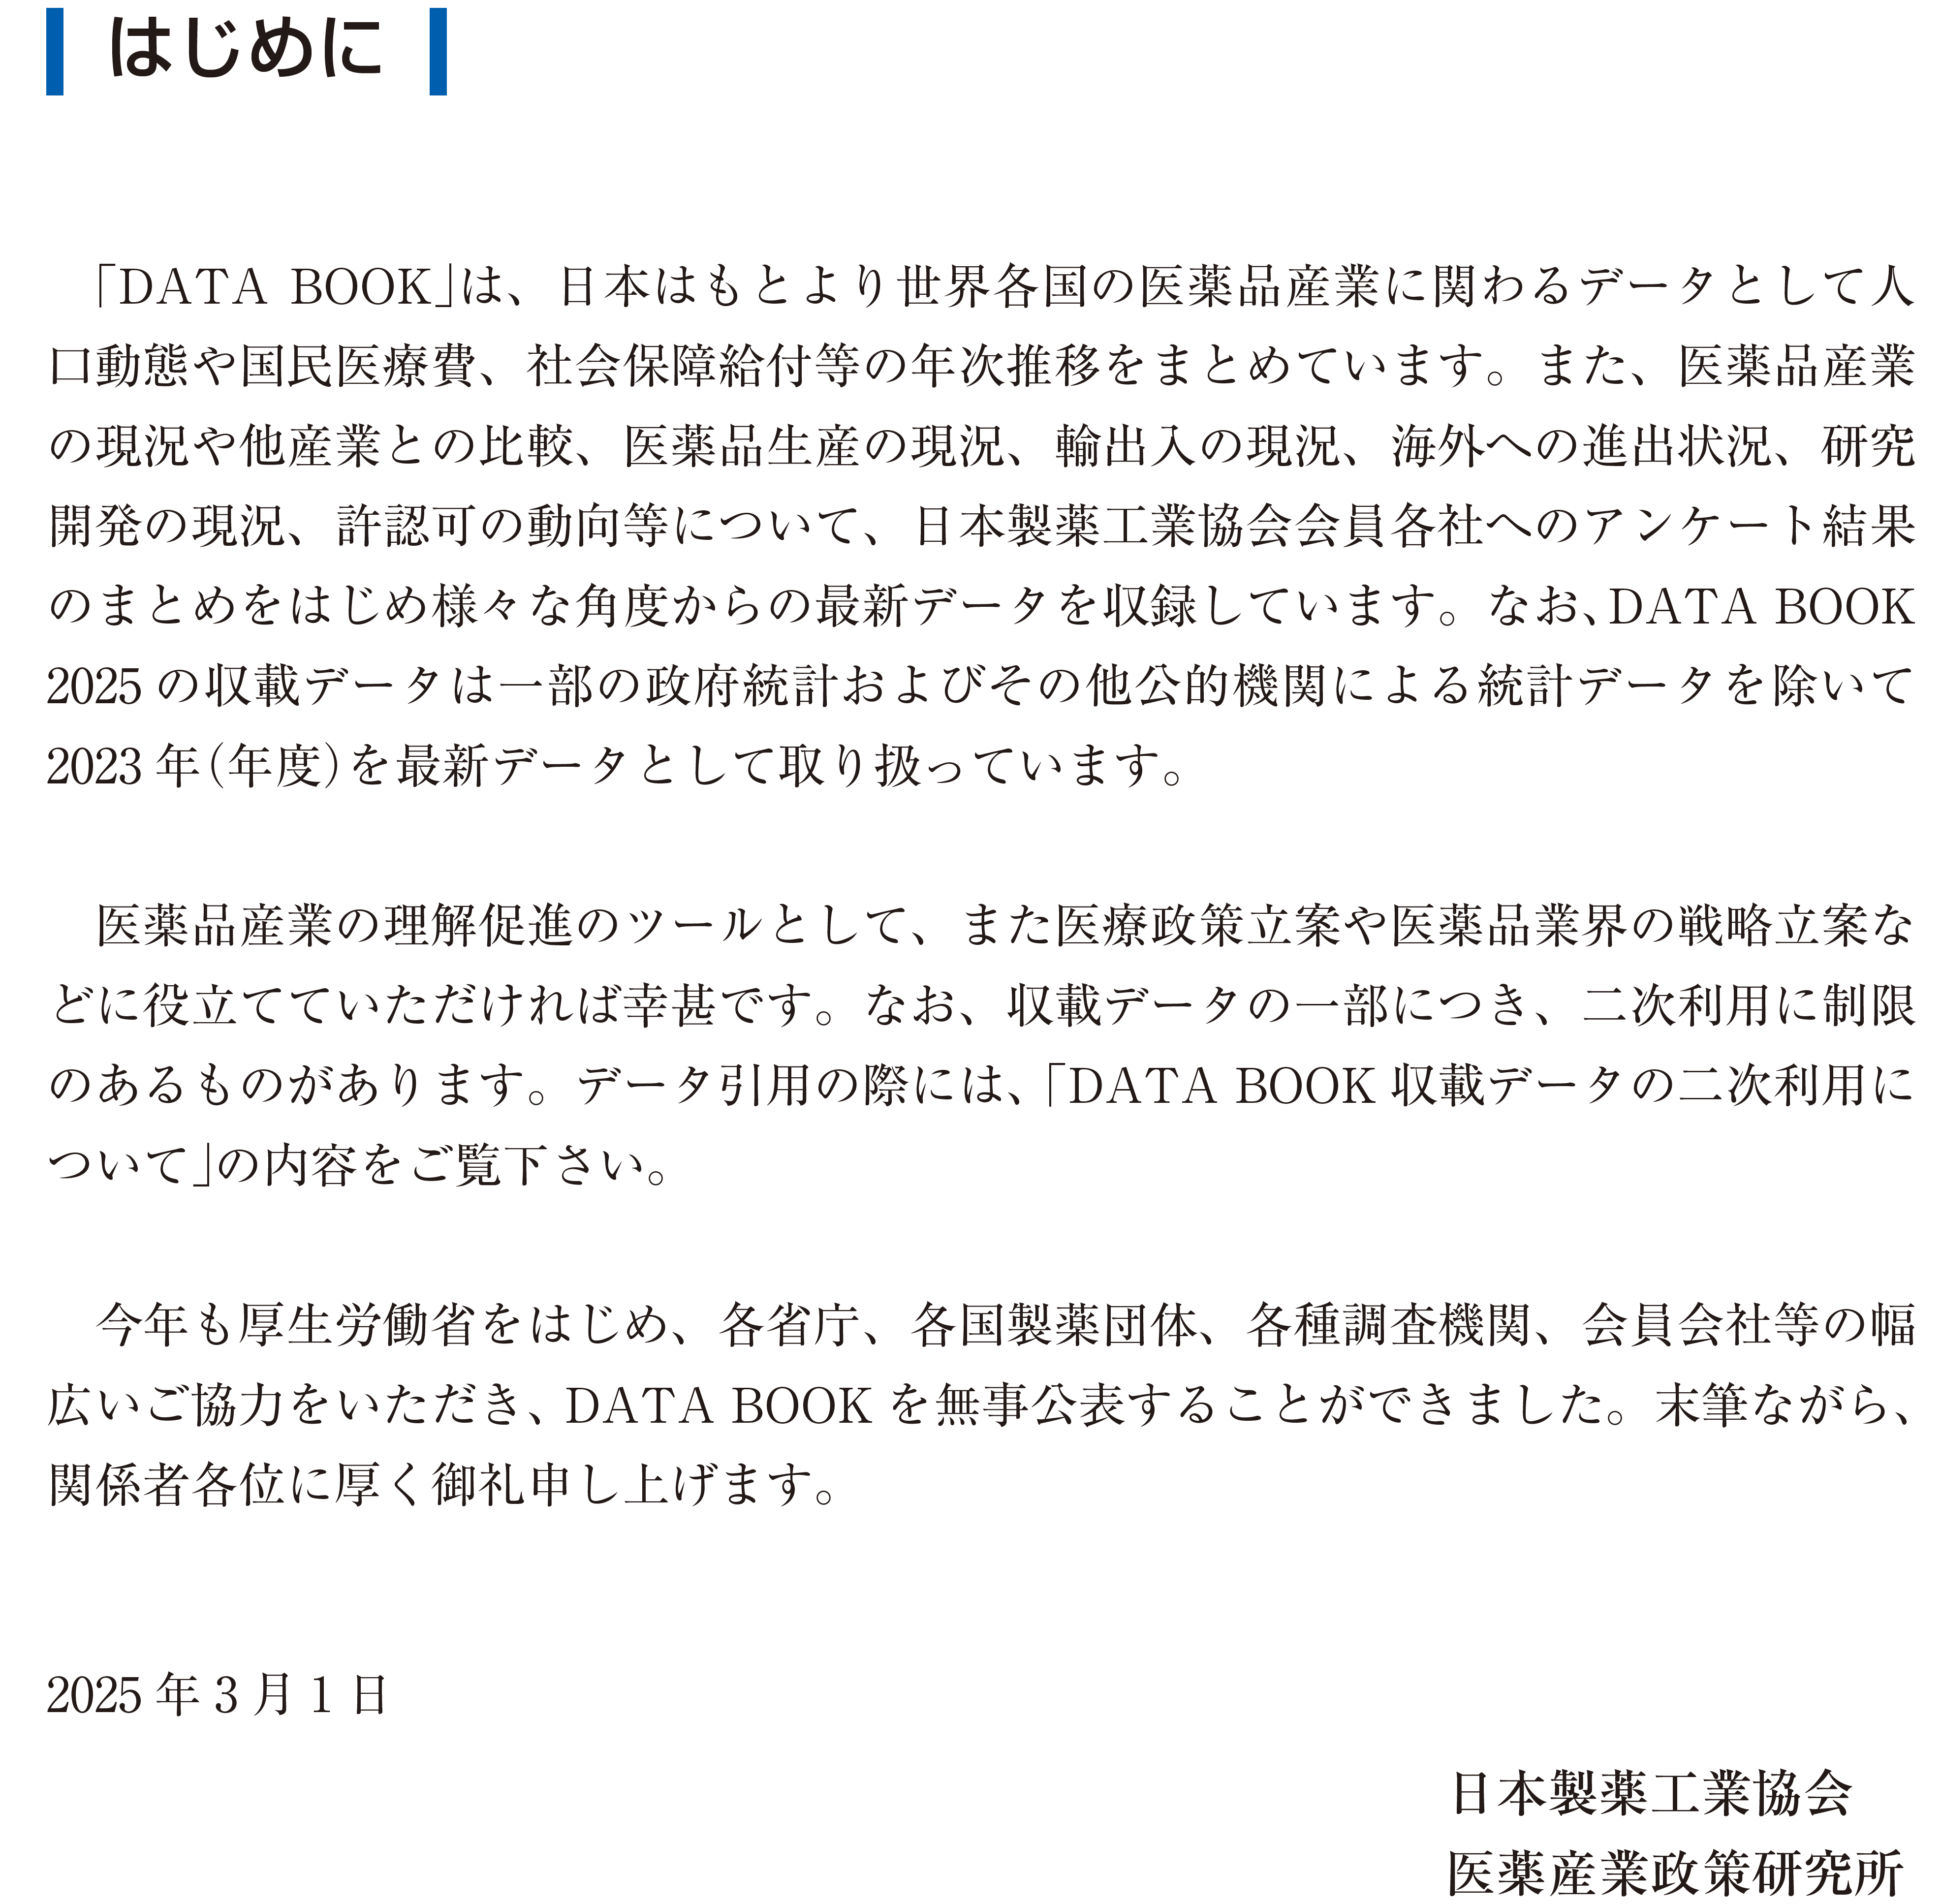 はじめに
「DATA BOOK」は、日本はもとより世界各国の医薬品産業に関わるデータとして人
口動態や国民医療費、社会保障給付等の年次推移をまとめています。また、医薬品産業
の現況や他産業との比較、医薬品生産の現況、輸出入の現況、海外への進出状況、研究
開発の現況、許認可の動向等について、日本製薬工業協会会員各社へのアンケート結果
のまとめをはじめ様々な角度からの最新データを収録しています。なお、DATA BOOK
2025 の収載データは一部の政府統計およびその他公的機関による統計データを除いて
2023 年（年度）を最新データとして取り扱っています。
医薬品産業の理解促進のツールとして、また医療政策立案や医薬品業界の戦略立案な
どに役立てていただければ幸甚です。なお、収載データの一部につき、二次利用に制限
のあるものがあります。データ引用の際には、「DATA BOOK 収載データの二次利用に
ついて」の内容をご覧下さい。
今年も厚生労働省をはじめ、各省庁、各国製薬団体、各種調査機関、会員会社等の幅
広いご協力をいただき、DATA BOOK を無事公表することができました。末筆ながら、
関係者各位に厚く御礼申し上げます。
2025 年 3 月 1 日
日本製薬工業協会
医薬産業政策研究所